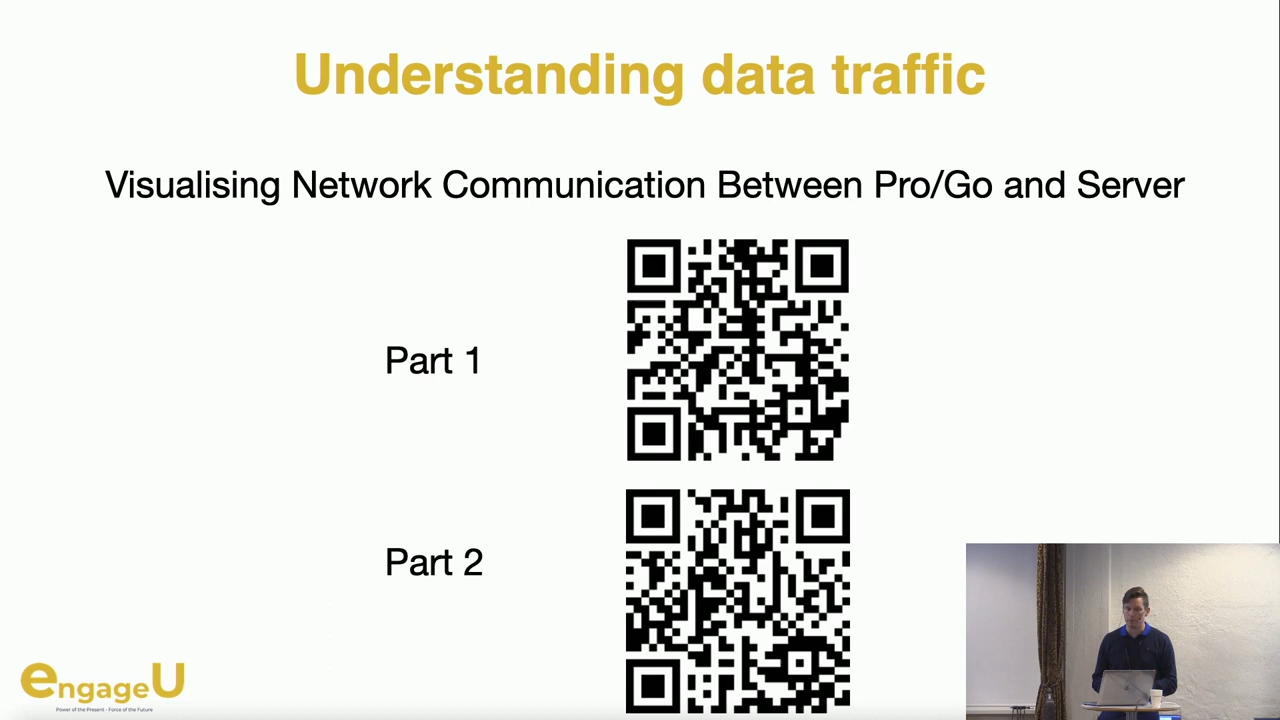 Understanding data traffic
Visualising Network Communication Between Pro/Go and Server
Part 1
Part 2
engageU
Power of the Present - Force of the Future